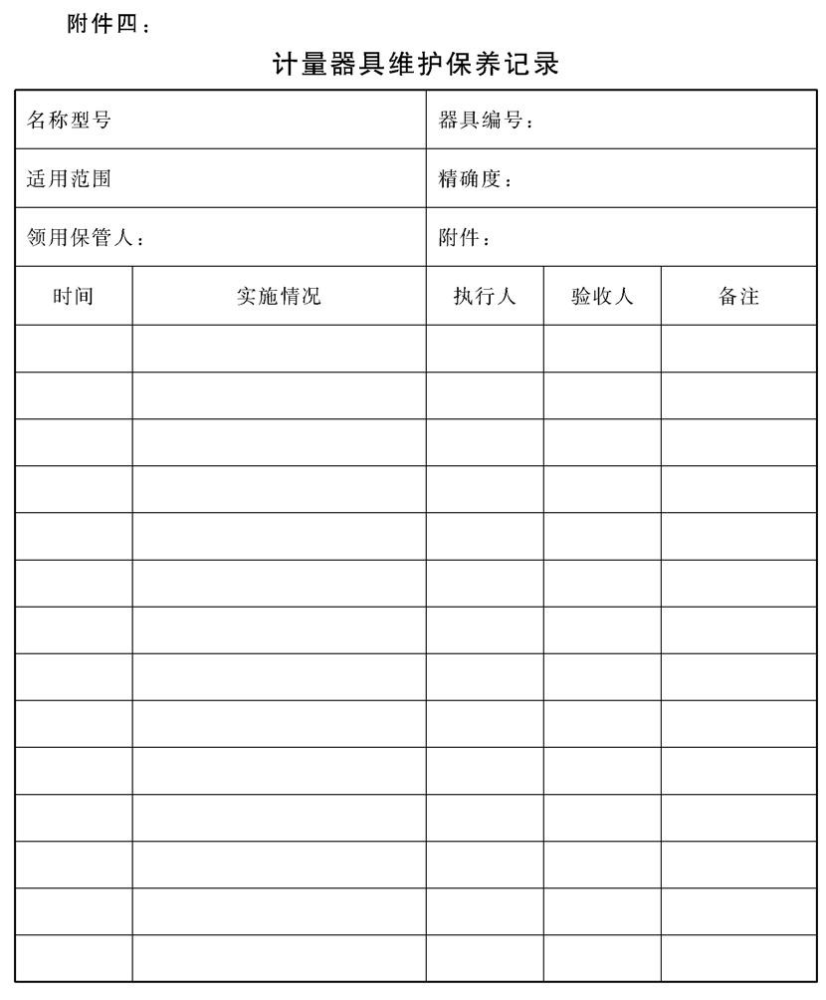 附件四：
计量器具维护保养记录
名称型号 器具编号：
适用范围 精确度：
领用保管人： 附件：
时间 实施情况 执行人 验收人 备注